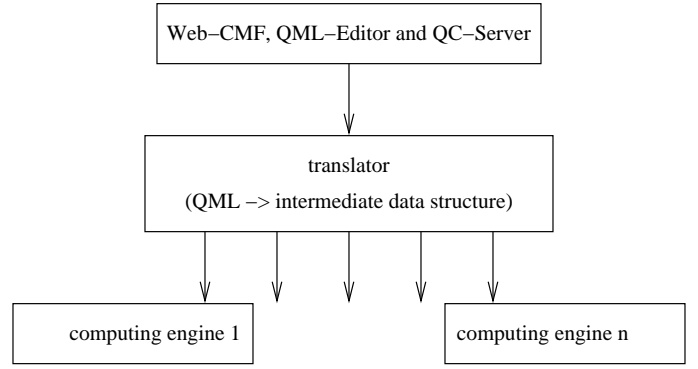 Web−CMF, QML−Editor and QC−Server
translator
(QML −> intermediate data structure)
computing engine 1
computing engine n